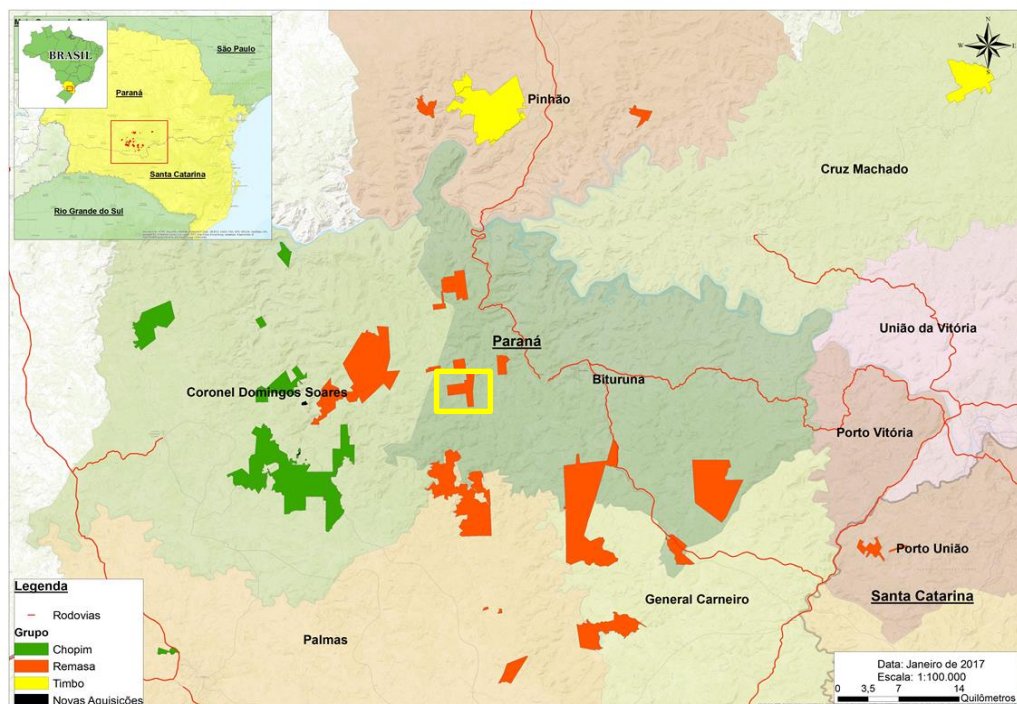 BRASIL
São Paulo
Paraná
Santa Catarina
Rio Grande do Sul
N
W
E
S
Pinhão
Cruz Machado
União da Vitória
Paraná
Bituruna
Coronel Domingos Soares
Porto Vitória
Porto União
Santa Catarina
General Carneiro
Palmas
Legenda
Rodovias
Grupo
Chopim
Remasa
Timbo
Novas Aquisições
Data: Janeiro de 2017
Escala: 1:100.000
0 3,5 7 14
Quilômetros